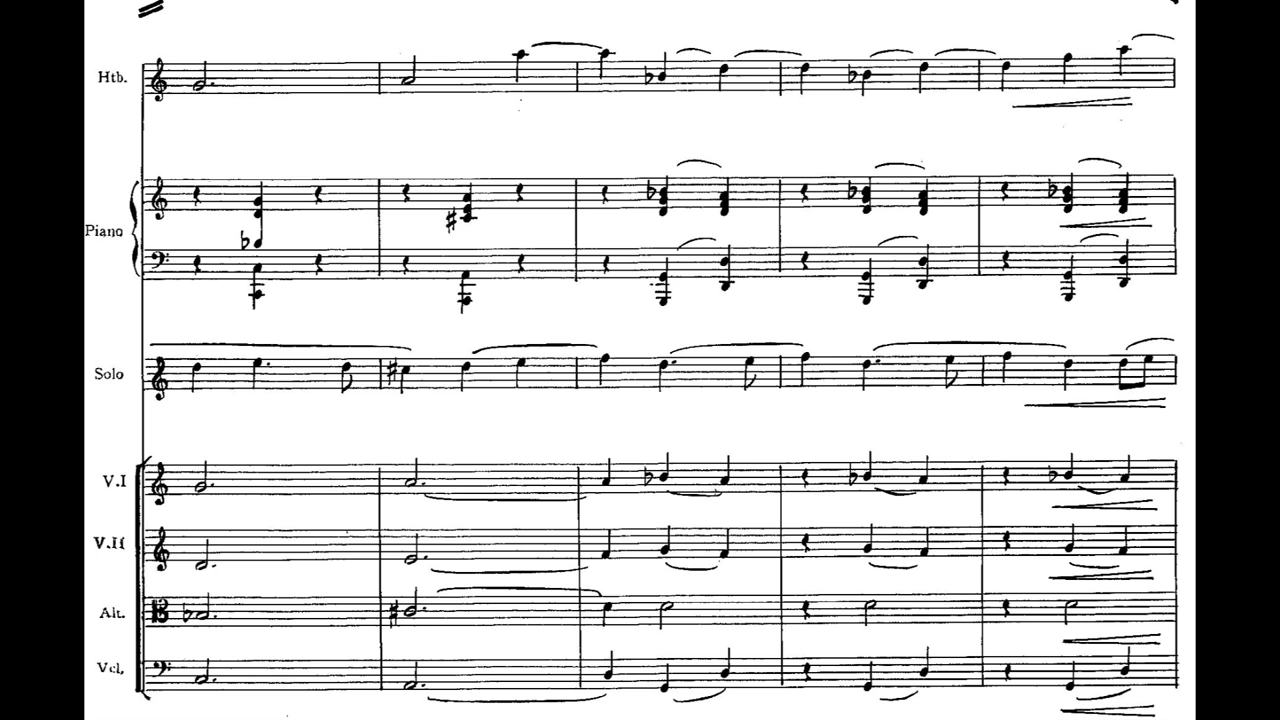 Htb.
Piano
Solo
V.I
V.II
Alt.
Vcl.